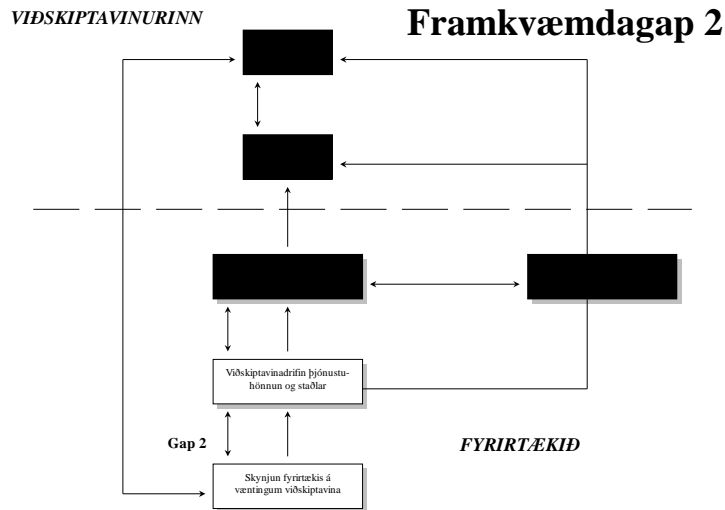 VIÐSKIPTAVINURINN
Framkvæmdagap 2
Viðskiptavinadrifin þjónustu-
hönnun og staðlar
Gap 2
FYRIRTÆKIÐ
Skynjun fyrirtækis á
væntingum viðskiptavina